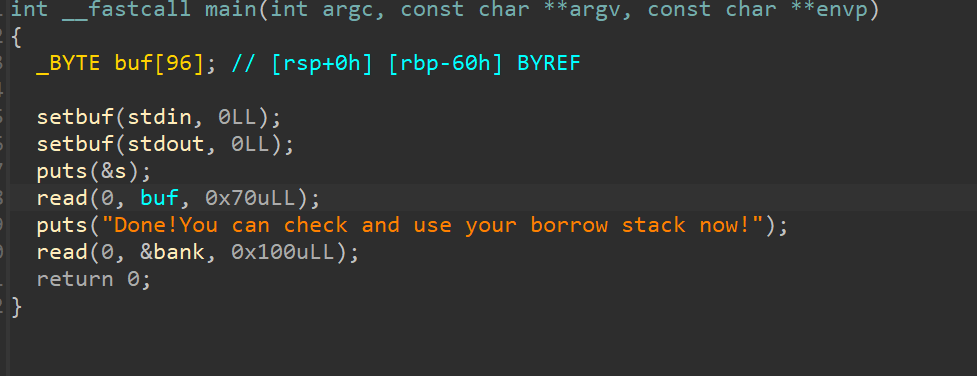 int __fastcall main(int argc, const char **argv, const char **envp)
{
  _BYTE buf[96]; // [rsp+0h] [rbp-60h] BYREF
  setbuf(stdin, 0LL);
  setbuf(stdout, 0LL);
  puts(&s);
  read(0, buf, 0x70uLL);
  puts("Done!You can check and use your borrow stack now!");
  read(0, &bank, 0x100uLL);
  return 0;
}